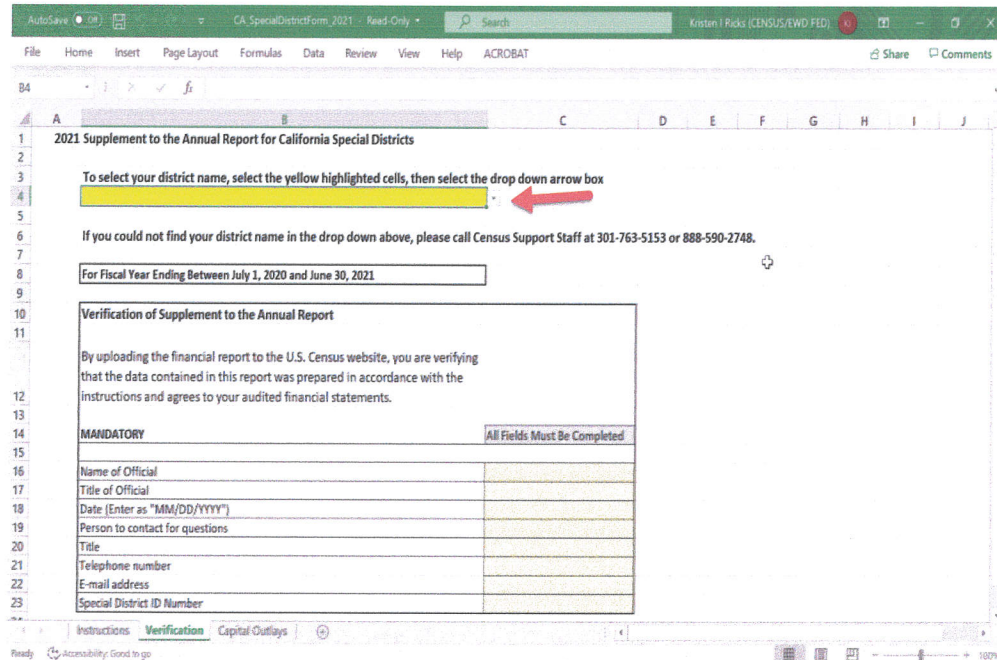 AutoSave Off CA_SpecialDistrictForm_2021 - Read-Only Search Kristen I Ricks (CENSUS/EWD FED)
File Home Insert Page Layout Formulas Data Review View Help ACROBAT Share Comments
B4 fx
A B C D E F G H I J
1 2021 Supplement to the Annual Report for California Special Districts
2
3 To select your district name, select the yellow highlighted cells, then select the drop down arrow box
4
5
6 If you could not find your district name in the drop down above, please call Census Support Staff at 301-763-5153 or 888-590-2748.
7
8 For Fiscal Year Ending Between July 1, 2020 and June 30, 2021
9
10 Verification of Supplement to the Annual Report
11
By uploading the financial report to the U.S. Census website, you are verifying
that the data contained in this report was prepared in accordance with the
12 instructions and agrees to your audited financial statements.
13
14 MANDATORY All Fields Must Be Completed
15
16 Name of Official
17 Title of Official
18 Date (Enter as "MM/DD/YYYY")
19 Person to contact for questions
20 Title
21 Telephone number
22 E-mail address
23 Special District ID Number
Instructions Verification Capital Outlays
Ready Accessibility: Good to go 100%